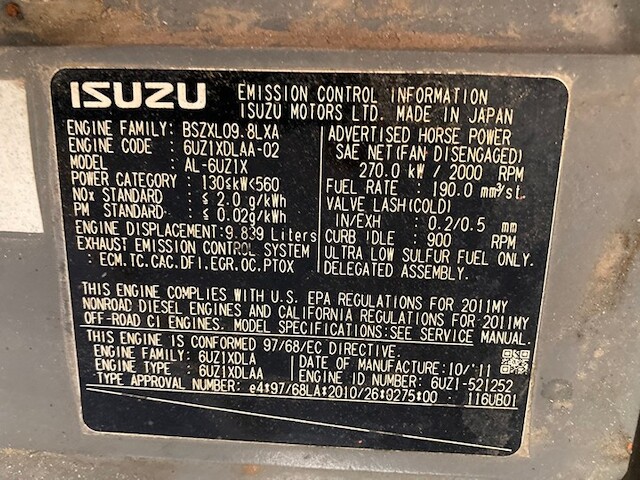 ISUZU EMISSION CONTROL INFORMATION
ISUZU MOTORS LTD. MADE IN JAPAN
ENGINE FAMILY: BSZXL09.8LXA
ENGINE CODE : 6UZ1XDLAA-02
MODEL : AL-6UZ1X
POWER CATEGORY : 130≤kW<560
NOx STANDARD : ≤ 2.0 g/kWh
PM STANDARD : ≤ 0.02g/kWh
ENGINE DISPLACEMENT:9.839 Liters
EXHAUST EMISSION CONTROL SYSTEM
: ECM.TC.CAC.DFI.EGR.OC.PTOX
ADVERTISED HORSE POWER
SAE NET(FAN DISENGAGED)
270.0 kW / 2000 RPM
FUEL RATE : 190.0 mm³/st.
VALVE LASH(COLD)
IN/EXH : 0.2/0.5 mm
CURB IDLE : 900 RPM
ULTRA LOW SULFUR FUEL ONLY.
DELEGATED ASSEMBLY.
THIS ENGINE COMPLIES WITH U.S. EPA REGULATIONS FOR 2011MY
NONROAD DIESEL ENGINES AND CALIFORNIA REGULATIONS FOR 2011MY
OFF-ROAD CI ENGINES. MODEL SPECIFICATIONS:SEE SERVICE MANUAL.
THIS ENGINE IS CONFORMED 97/68/EC DIRECTIVE.
ENGINE FAMILY: 6UZ1XDLA
ENGINE TYPE : 6UZ1XDLAA
DATE OF MANUFACTURE:10/'11
ENGINE ID NUMBER: 6UZ1-521252
TYPE APPROVAL NUMBER: e4*97/68LA*2010/26*0275*00 - 116UB01